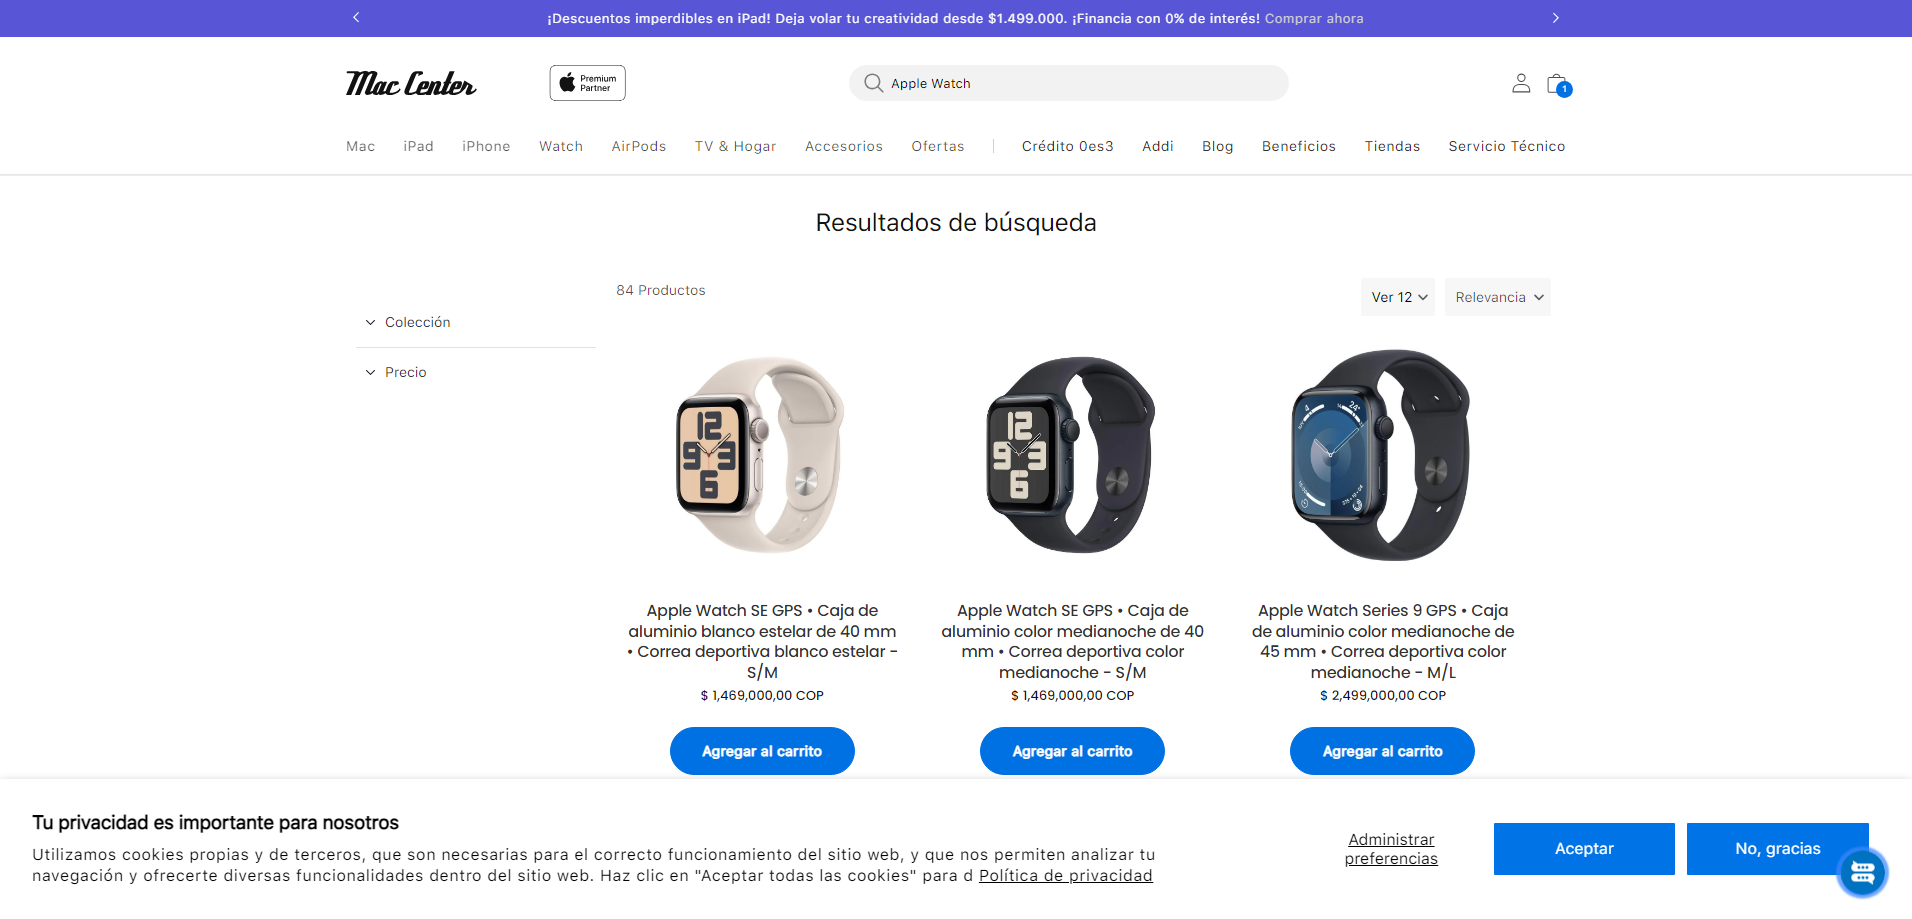 ¡Descuentos imperdibles en iPad! Deja volar tu creatividad desde $1.499.000. ¡Financia con 0% de interés! Comprar ahora
Mac Center
Premium
Partner
Apple Watch
1
Mac iPad iPhone Watch AirPods TV & Hogar Accesorios Ofertas Crédito 0es3 Addi Blog Beneficios Tiendas Servicio Técnico
Resultados de búsqueda
84 Productos
Ver 12
Relevancia
Colección
Precio
Apple Watch SE GPS • Caja de
aluminio blanco estelar de 40 mm
• Correa deportiva blanco estelar -
S/M
$ 1,469,000,00 COP
Agregar al carrito
Apple Watch SE GPS • Caja de
aluminio color medianoche de 40
mm • Correa deportiva color
medianoche - S/M
$ 1,469,000,00 COP
Agregar al carrito
Apple Watch Series 9 GPS • Caja
de aluminio color medianoche de
45 mm • Correa deportiva color
medianoche - M/L
$ 2,499,000,00 COP
Agregar al carrito
Tu privacidad es importante para nosotros
Utilizamos cookies propias y de terceros, que son necesarias para el correcto funcionamiento del sitio web, y que nos permiten analizar tu
navegación y ofrecerte diversas funcionalidades dentro del sitio web. Haz clic en "Aceptar todas las cookies" para d Política de privacidad
Administrar
preferencias
Aceptar
No, gracias